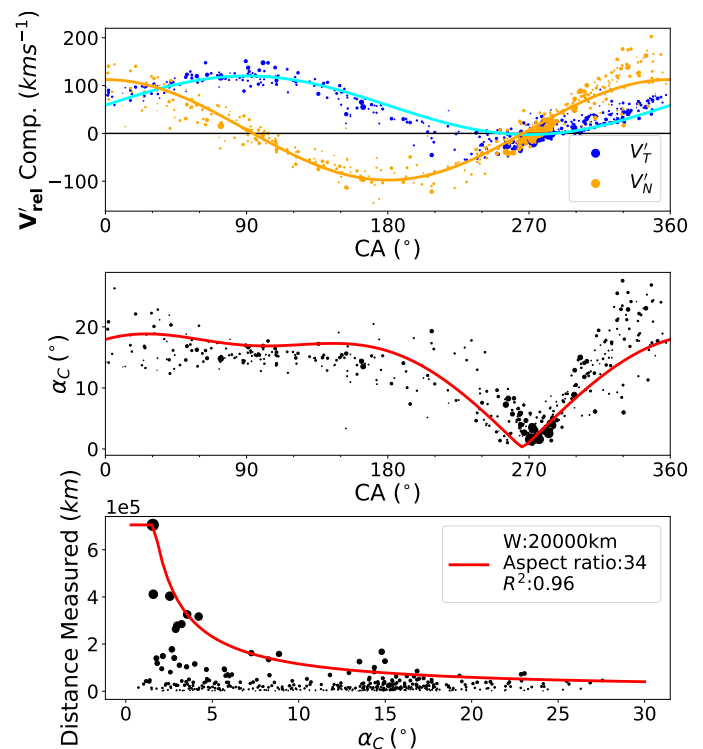 V′rel Comp. (kms⁻¹)
200
100
0
−100
V′T
V′N
0 90 180 270 360
CA (°)
αC (°)
20
10
0
0 90 180 270 360
CA (°)
1e5
Distance Measured (km)
6
4
2
0
W:20000km
Aspect ratio:34
R²:0.96
0 5 10 15 20 25 30
αC (°)